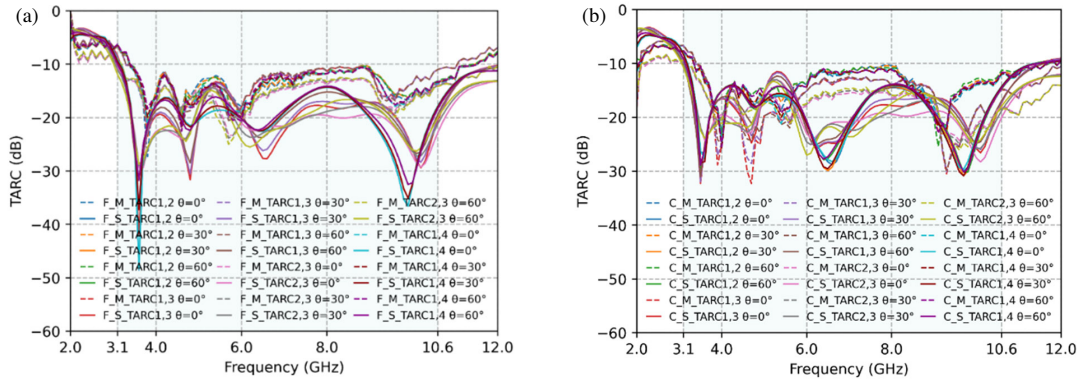 (a)
0
−10
−20
−30
−40
−50
−60
TARC (dB)
F_M_TARC1,2 θ=0°
F_S_TARC1,2 θ=0°
F_M_TARC1,2 θ=30°
F_S_TARC1,2 θ=30°
F_M_TARC1,2 θ=60°
F_S_TARC1,2 θ=60°
F_M_TARC1,3 θ=0°
F_S_TARC1,3 θ=0°
F_M_TARC1,3 θ=30°
F_S_TARC1,3 θ=30°
F_M_TARC1,3 θ=60°
F_S_TARC1,3 θ=60°
F_M_TARC2,3 θ=0°
F_S_TARC2,3 θ=0°
F_M_TARC2,3 θ=30°
F_S_TARC2,3 θ=30°
F_M_TARC2,3 θ=60°
F_S_TARC2,3 θ=60°
F_M_TARC1,4 θ=0°
F_S_TARC1,4 θ=0°
F_M_TARC1,4 θ=30°
F_S_TARC1,4 θ=30°
F_M_TARC1,4 θ=60°
F_S_TARC1,4 θ=60°
2.0 3.1 4.0 6.0 8.0 10.6 12.0
Frequency (GHz)
(b)
0
−10
−20
−30
−40
−50
−60
TARC (dB)
C_M_TARC1,2 θ=0°
C_S_TARC1,2 θ=0°
C_M_TARC1,2 θ=30°
C_S_TARC1,2 θ=30°
C_M_TARC1,2 θ=60°
C_S_TARC1,2 θ=60°
C_M_TARC1,3 θ=0°
C_S_TARC1,3 θ=0°
C_M_TARC1,3 θ=30°
C_S_TARC1,3 θ=30°
C_M_TARC1,3 θ=60°
C_S_TARC1,3 θ=60°
C_M_TARC2,3 θ=0°
C_S_TARC2,3 θ=0°
C_M_TARC2,3 θ=30°
C_S_TARC2,3 θ=30°
C_M_TARC2,3 θ=60°
C_S_TARC2,3 θ=60°
C_M_TARC1,4 θ=0°
C_S_TARC1,4 θ=0°
C_M_TARC1,4 θ=30°
C_S_TARC1,4 θ=30°
C_M_TARC1,4 θ=60°
C_S_TARC1,4 θ=60°
2.0 3.1 4.0 6.0 8.0 10.6 12.0
Frequency (GHz)